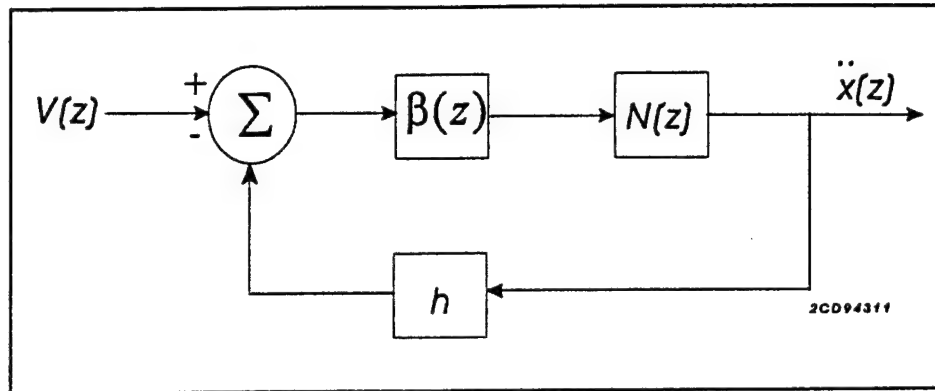 +
V(z)
-
Σ
β(z)
N(z)
ẍ(z)
h
2CD94311